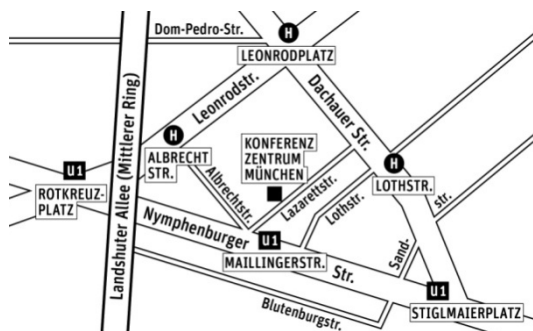 Dom-Pedro-Str.
H
LEONRODPLATZ
Landshuter Allee (Mittlerer Ring)
Leonrodstr.
Dachauer Str.
H
ALBRECHT
STR.
KONFERENZ
ZENTRUM
MÜNCHEN
H
LOTHSTR.
U1
ROTKREUZ-
PLATZ
Albrechtstr.
Lazarettstr.
Lothstr.
Sand-
str.
Nymphenburger
Str.
U1
MAILLINGERSTR.
U1
STIGLMAIERPLATZ
Blutenburgstr.